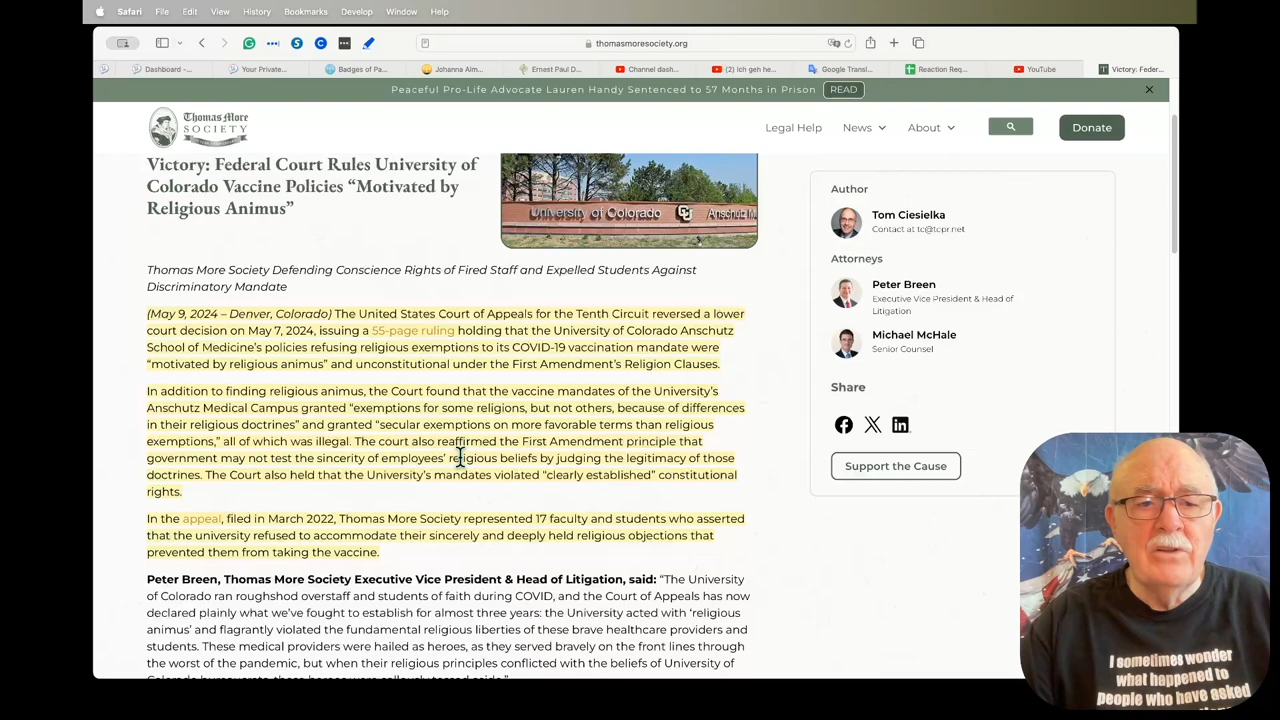 Safari File Edit View History Bookmarks Develop Window Help
thomasmoresociety.org
Dashboard -... Your Private... Badges of Pa... Johanna Alm... Ernest Paul D... Channel dash... (2) Ich geh he... Google Transl... Reaction Req... YouTube Victory: Feder...
Peaceful Pro-Life Advocate Lauren Handy Sentenced to 57 Months in Prison READ
Thomas More
SOCIETY
Legal Help News About Donate
Victory: Federal Court Rules University of
Colorado Vaccine Policies “Motivated by
Religious Animus”
University of Colorado CU Anschutz M
Thomas More Society Defending Conscience Rights of Fired Staff and Expelled Students Against
Discriminatory Mandate
(May 9, 2024 – Denver, Colorado) The United States Court of Appeals for the Tenth Circuit reversed a lower
court decision on May 7, 2024, issuing a 55-page ruling holding that the University of Colorado Anschutz
School of Medicine’s policies refusing religious exemptions to its COVID-19 vaccination mandate were
“motivated by religious animus” and unconstitutional under the First Amendment’s Religion Clauses.
In addition to finding religious animus, the Court found that the vaccine mandates of the University’s
Anschutz Medical Campus granted “exemptions for some religions, but not others, because of differences
in their religious doctrines” and granted “secular exemptions on more favorable terms than religious
exemptions,” all of which was illegal. The court also reaffirmed the First Amendment principle that
government may not test the sincerity of employees’ religious beliefs by judging the legitimacy of those
doctrines. The Court also held that the University’s mandates violated “clearly established” constitutional
rights.
In the appeal, filed in March 2022, Thomas More Society represented 17 faculty and students who asserted
that the university refused to accommodate their sincerely and deeply held religious objections that
prevented them from taking the vaccine.
Peter Breen, Thomas More Society Executive Vice President & Head of Litigation, said: “The University
of Colorado ran roughshod overstaff and students of faith during COVID, and the Court of Appeals has now
declared plainly what we’ve fought to establish for almost three years: the University acted with ‘religious
animus’ and flagrantly violated the fundamental religious liberties of these brave healthcare providers and
students. These medical providers were hailed as heroes, as they served bravely on the front lines through
the worst of the pandemic, but when their religious principles conflicted with the beliefs of University of
Author
Tom Ciesielka
Contact at tc@tcpr.net
Attorneys
Peter Breen
Executive Vice President & Head of
Litigation
Michael McHale
Senior Counsel
Share
Support the Cause
I sometimes wonder
what happened to
people who have asked